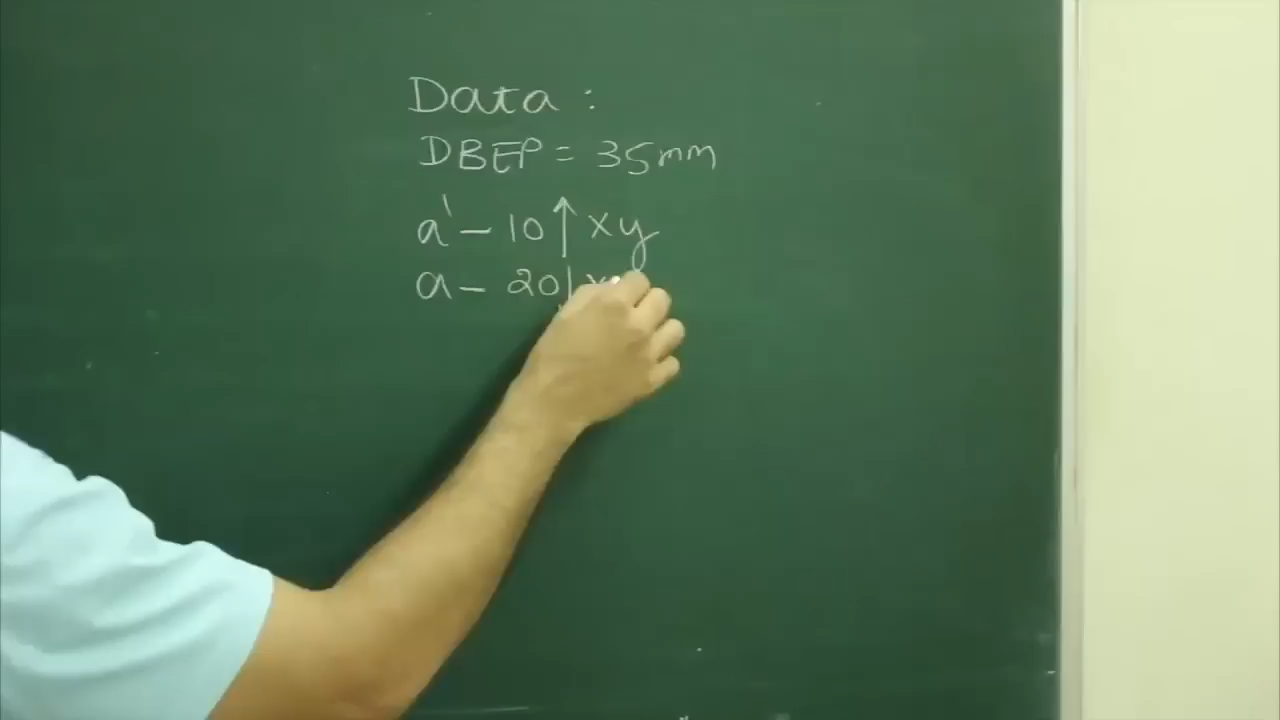 Data :
DBEP = 35mm
a' – 10 ↑ xy
a – 20 ↓ x